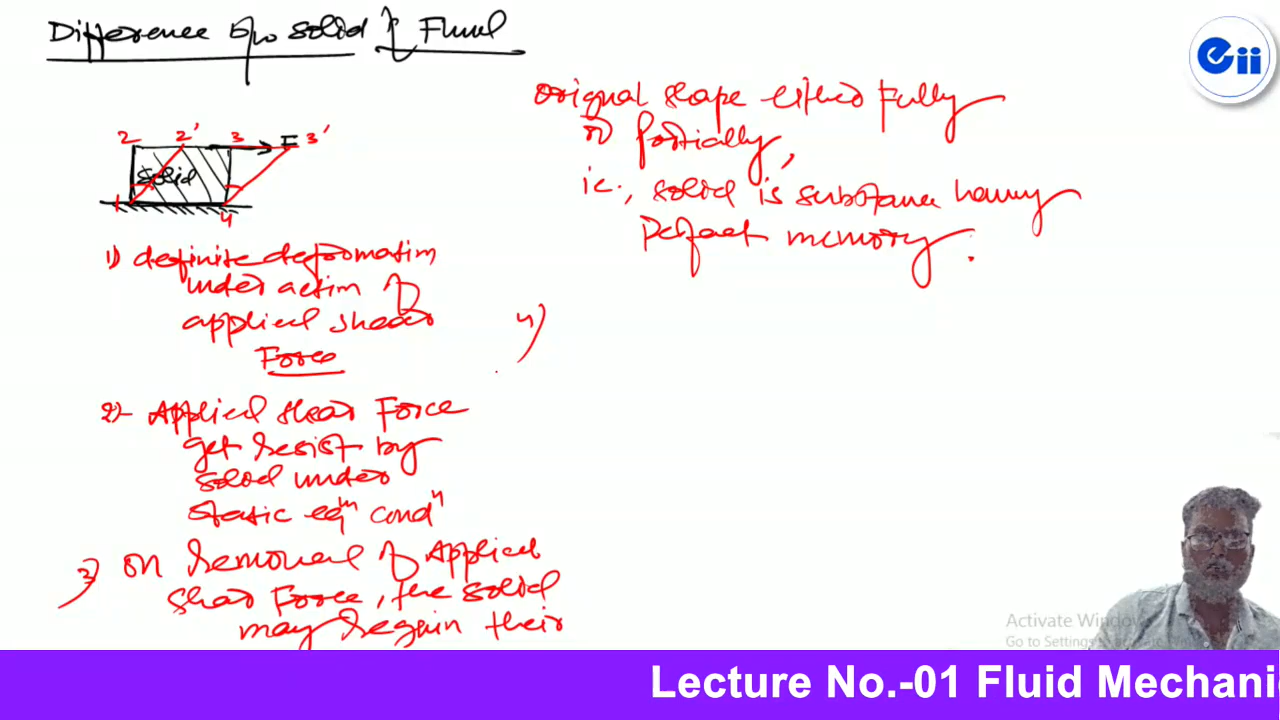 Difference b/w solid & Fluid
eii
2 2' 3 F 3'
Solid
1 4
1) definite deformation
under action of
applied shear
Force
2) Applied shear Force
get resist by
solid under
static eqm condn
3) on removal of Applied
shear Force, the solid
may regain their
original shape either Fully
or partially,
ie., solid is substance having
Perfect memory.
4)
Activate Windows
Go to Settings
Lecture No.-01 Fluid Mechani